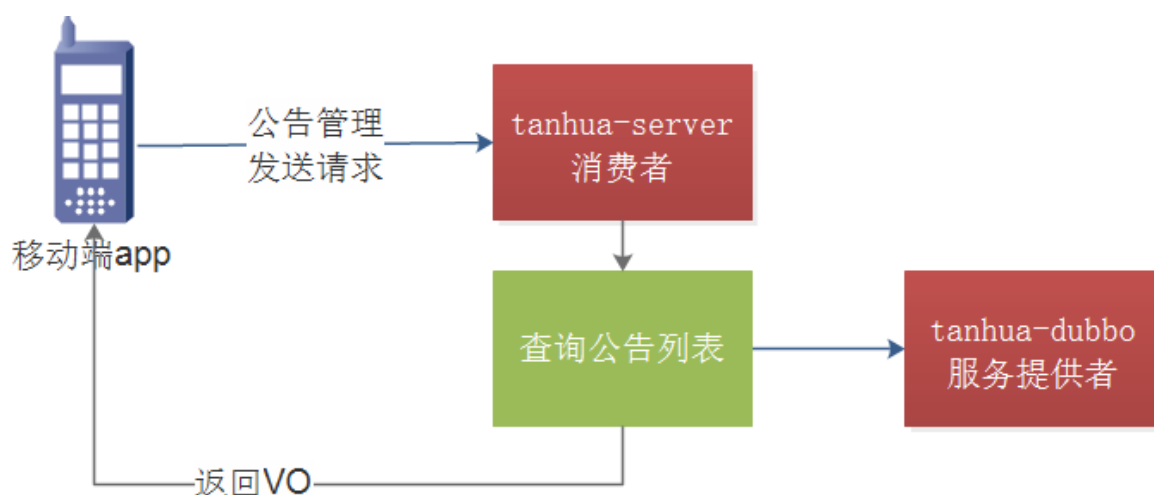 公告管理
发送请求
tanhua-server
消费者
移动端app
查询公告列表
tanhua-dubbo
服务提供者
返回VO